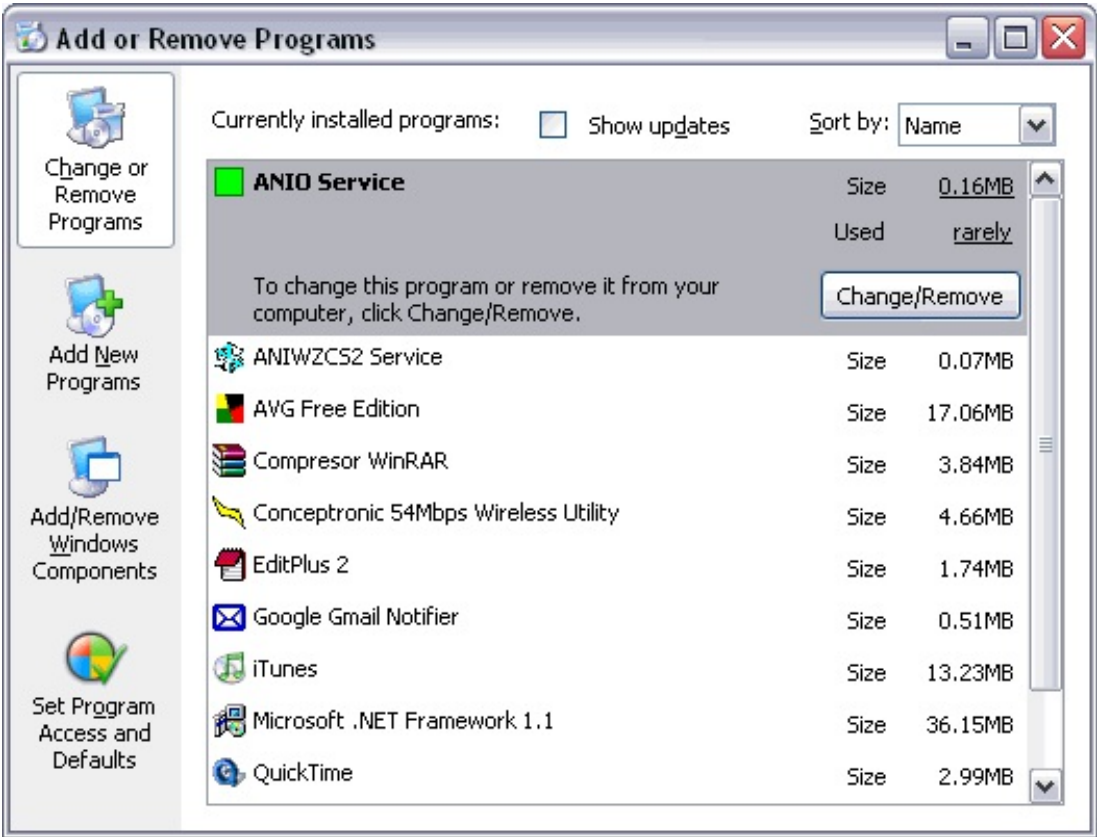 Add or Remove Programs
Change or
Remove
Programs
Add New
Programs
Add/Remove
Windows
Components
Set Program
Access and
Defaults
Currently installed programs: Show updates Sort by: Name
ANIO Service Size 0.16MB
Used rarely
To change this program or remove it from your
computer, click Change/Remove.
Change/Remove
ANIWZCS2 Service Size 0.07MB
AVG Free Edition Size 17.06MB
Compresor WinRAR Size 3.84MB
Conceptronic 54Mbps Wireless Utility Size 4.66MB
EditPlus 2 Size 1.74MB
Google Gmail Notifier Size 0.51MB
iTunes Size 13.23MB
Microsoft .NET Framework 1.1 Size 36.15MB
QuickTime Size 2.99MB